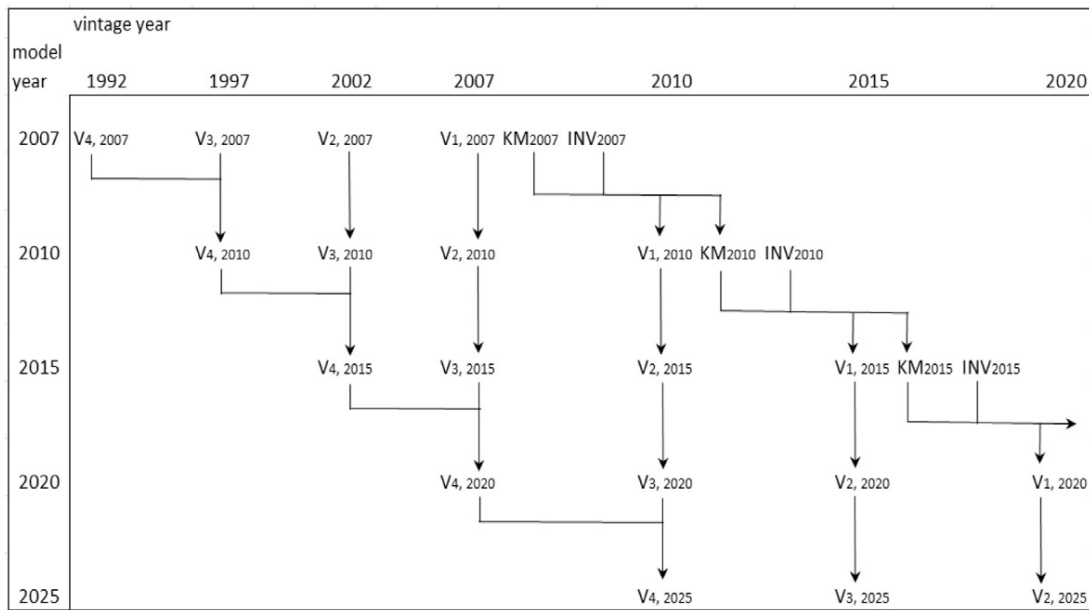 vintage year
model
year 1992 1997 2002 2007 2010 2015 2020
2007 V4, 2007 V3, 2007 V2, 2007 V1, 2007 KM2007 INV2007
2010 V4, 2010 V3, 2010 V2, 2010 V1, 2010 KM2010 INV2010
2015 V4, 2015 V3, 2015 V2, 2015 V1, 2015 KM2015 INV2015
2020 V4, 2020 V3, 2020 V2, 2020 V1, 2020
2025 V4, 2025 V3, 2025 V2, 2025